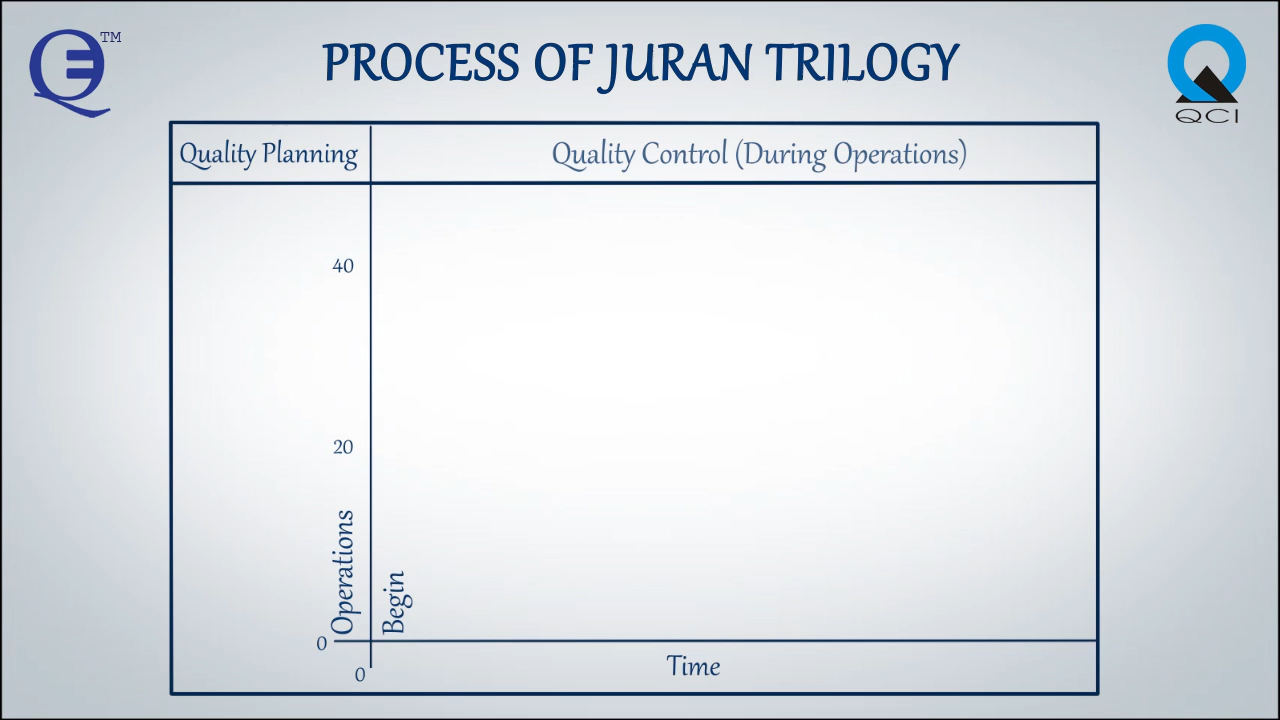 TM
PROCESS OF JURAN TRILOGY
QCI
Quality Planning
Quality Control (During Operations)
40
20
Operations
Begin
0
0
Time